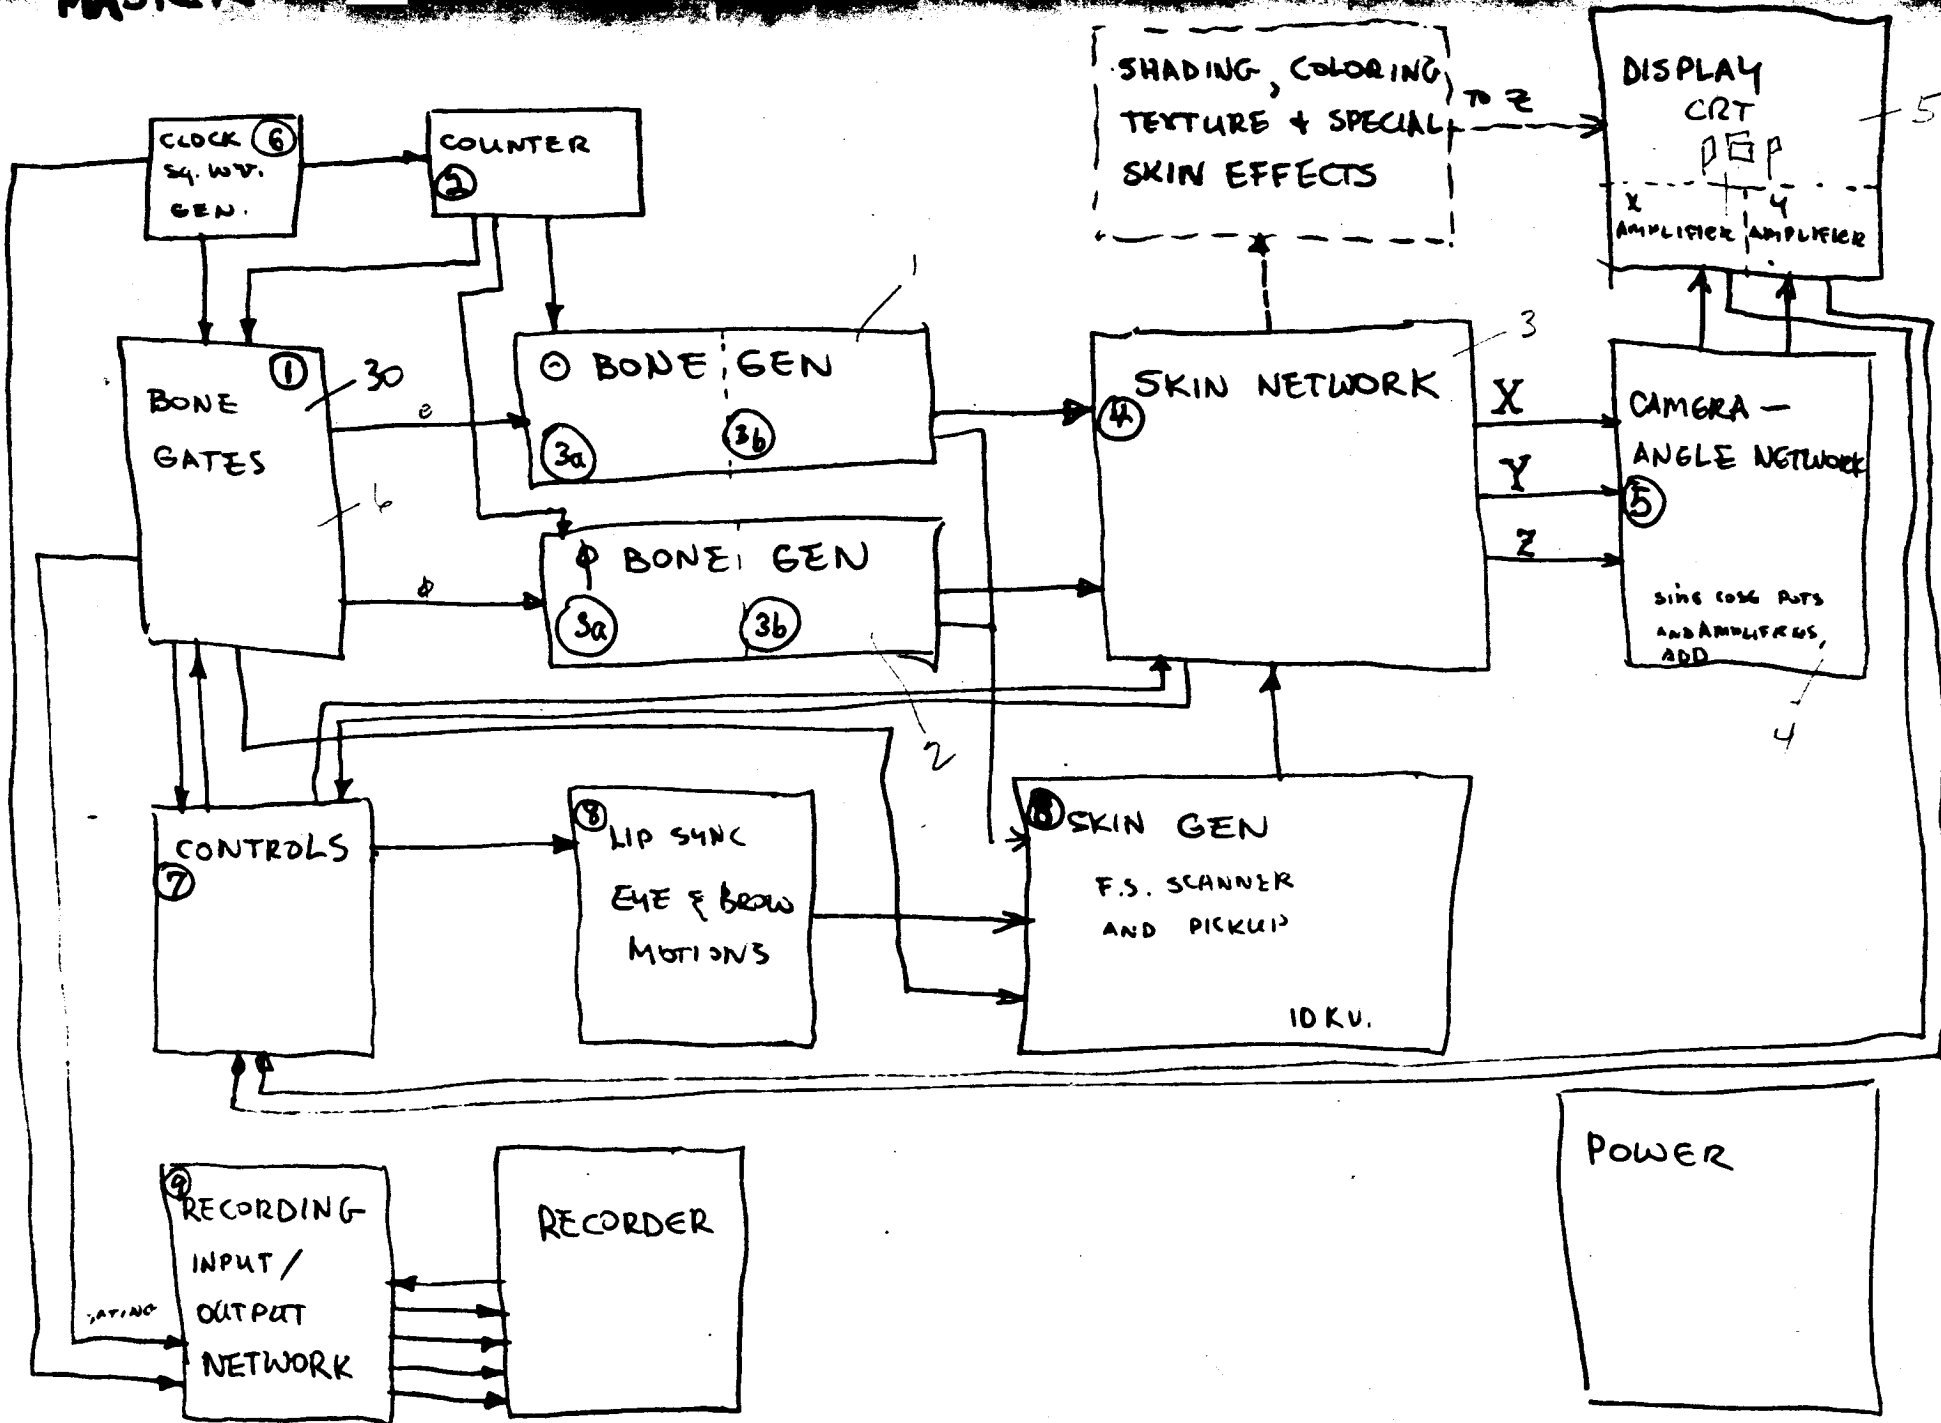 SHADING, COLORING,
TEXTURE & SPECIAL
SKIN EFFECTS
TO Z
DISPLAY
CRT
5
X
AMPLIFIER
Y
AMPLIFIER
CLOCK 6
SQ. WV.
GEN.
COUNTER
2
1
BONE
GATES
1
30
6
θ
ϕ
Θ BONE GEN
3a 3b
1
ϕ BONE GEN
3a 3b
2
SKIN NETWORK
4
3
X
Y
Z
CAMERA —
ANGLE NETWORK
5
AND AMPLIFIERS,
ADD
4
CONTROLS
7
8
LIP SYNC
EYE & BROW
MOTIONS
SKIN GEN
F.S. SCANNER
AND PICKUP
10 KV.
9
RECORDING
INPUT /
OUTPUT
NETWORK
RECORDER
POWER